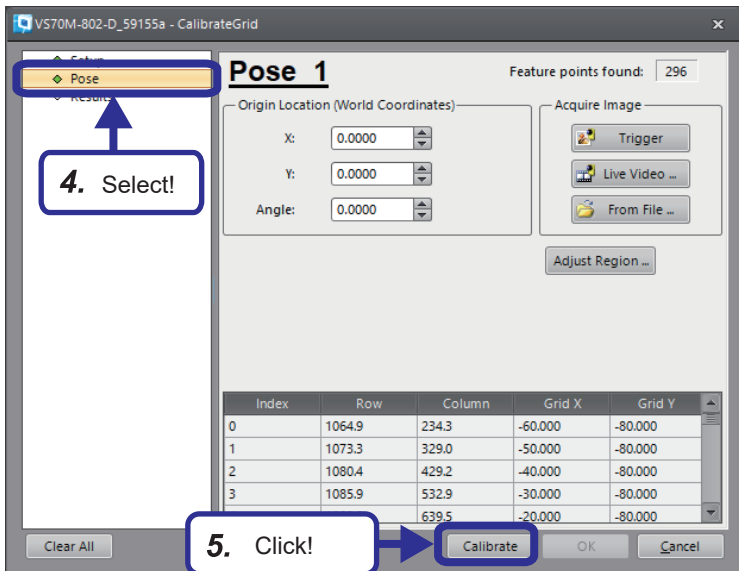 VS70M-802-D_59155a - CalibrateGrid
Setup
Pose
Results
4. Select!
Pose 1
Feature points found: 296
Origin Location (World Coordinates)
X: 0.0000
Y: 0.0000
Angle: 0.0000
Acquire Image
Trigger
Live Video ...
From File ...
Adjust Region ...
Index Row Column Grid X Grid Y
0 1064.9 234.3 -60.000 -80.000
1 1073.3 329.0 -50.000 -80.000
2 1080.4 429.2 -40.000 -80.000
3 1085.9 532.9 -30.000 -80.000
639.5 -20.000 -80.000
5. Click!
Clear All Calibrate OK Cancel